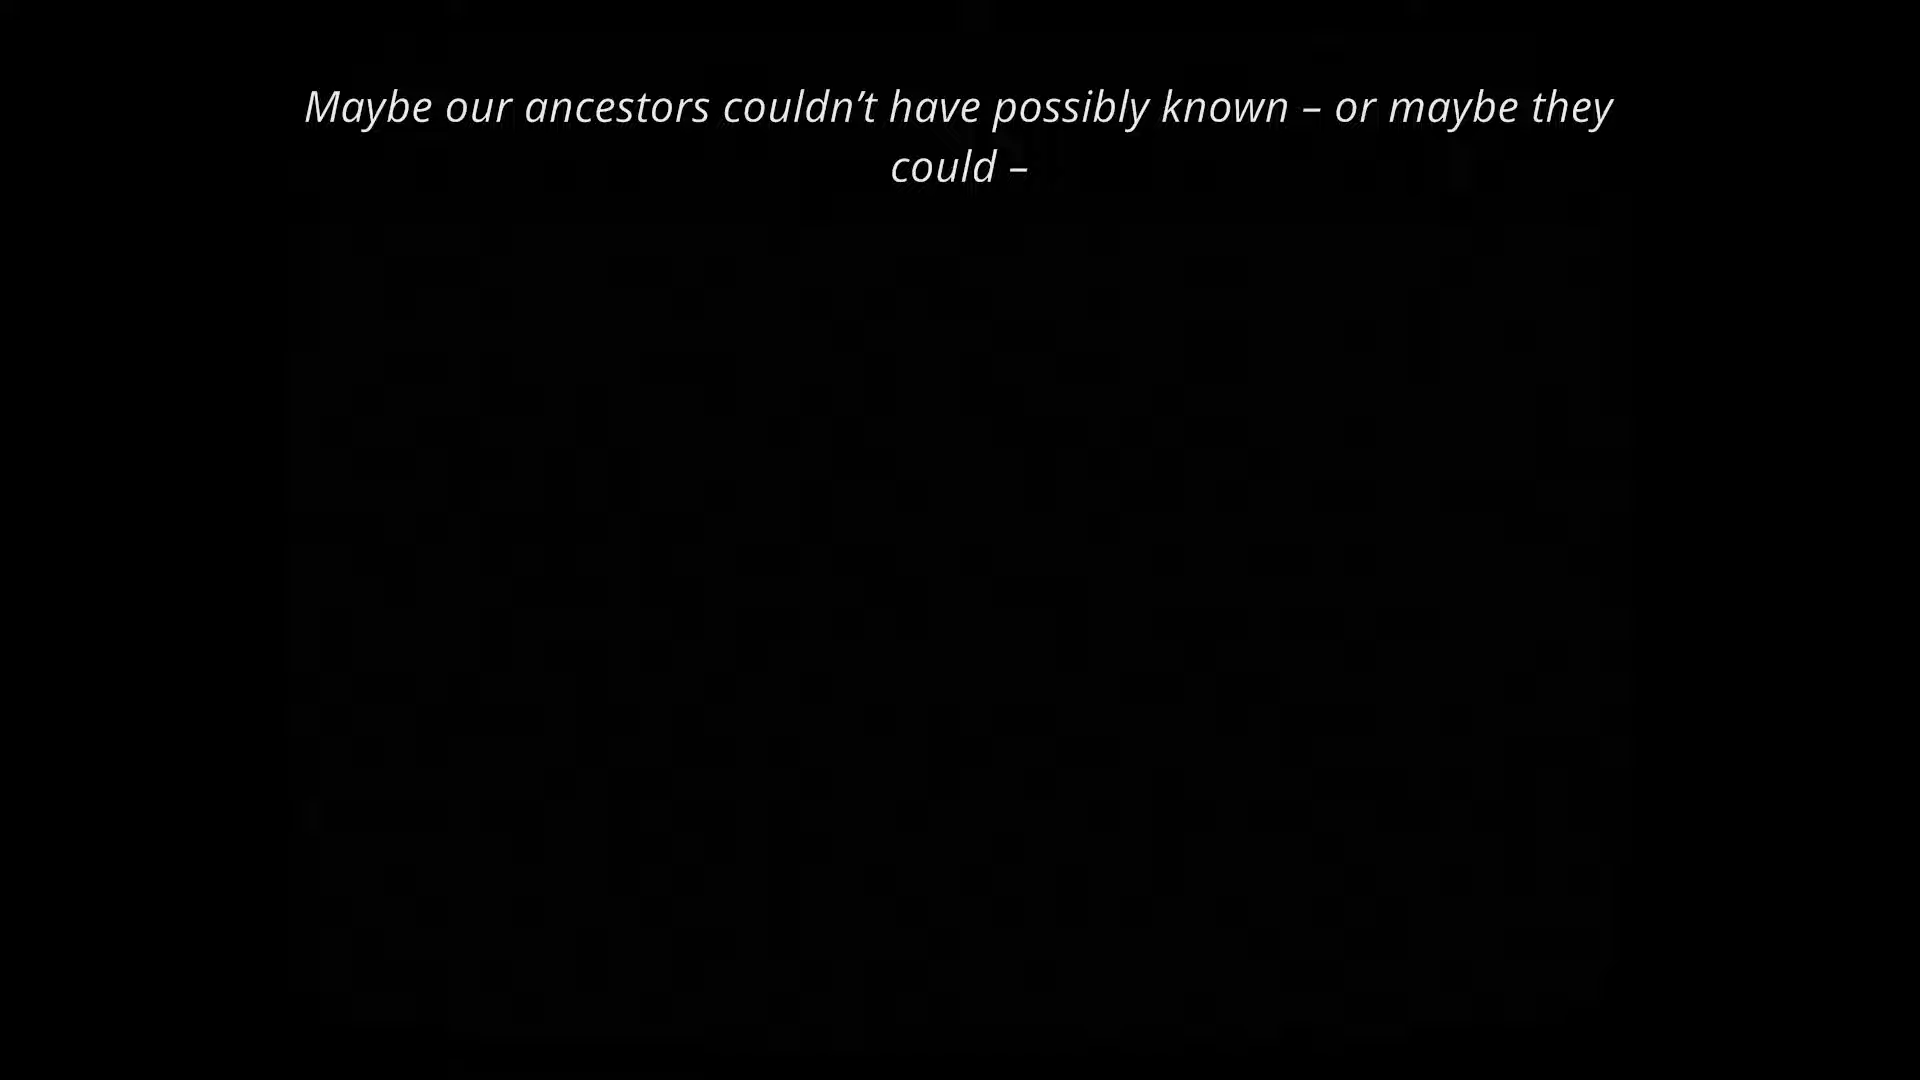 Maybe our ancestors couldn’t have possibly known – or maybe they
could –